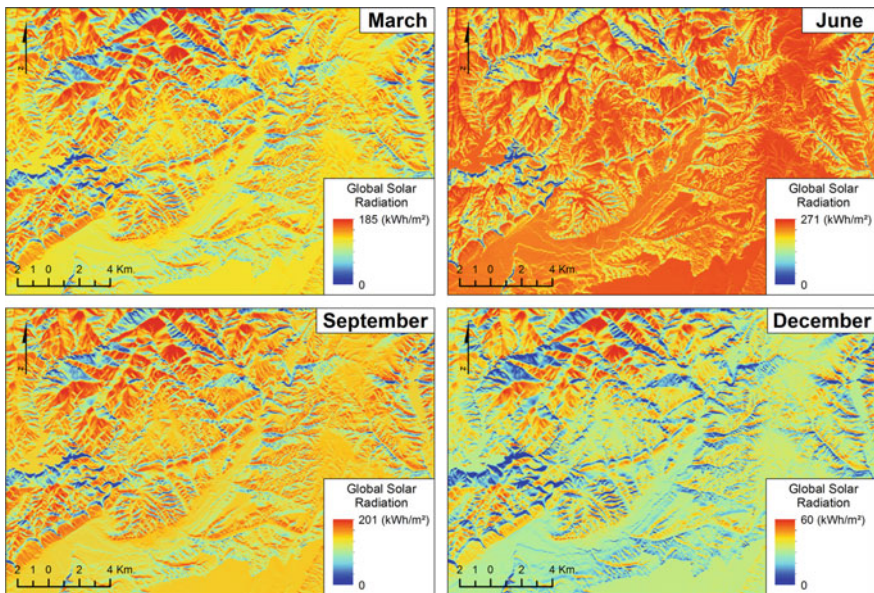 March
z
Global Solar
Radiation
185 (kWh/m²)
0
2 1 0 2 4 Km.
June
z
Global Solar
Radiation
271 (kWh/m²)
0
2 1 0 2 4 Km.
September
z
Global Solar
Radiation
201 (kWh/m²)
0
2 1 0 2 4 Km.
December
z
Global Solar
Radiation
60 (kWh/m²)
0
2 1 0 2 4 Km.